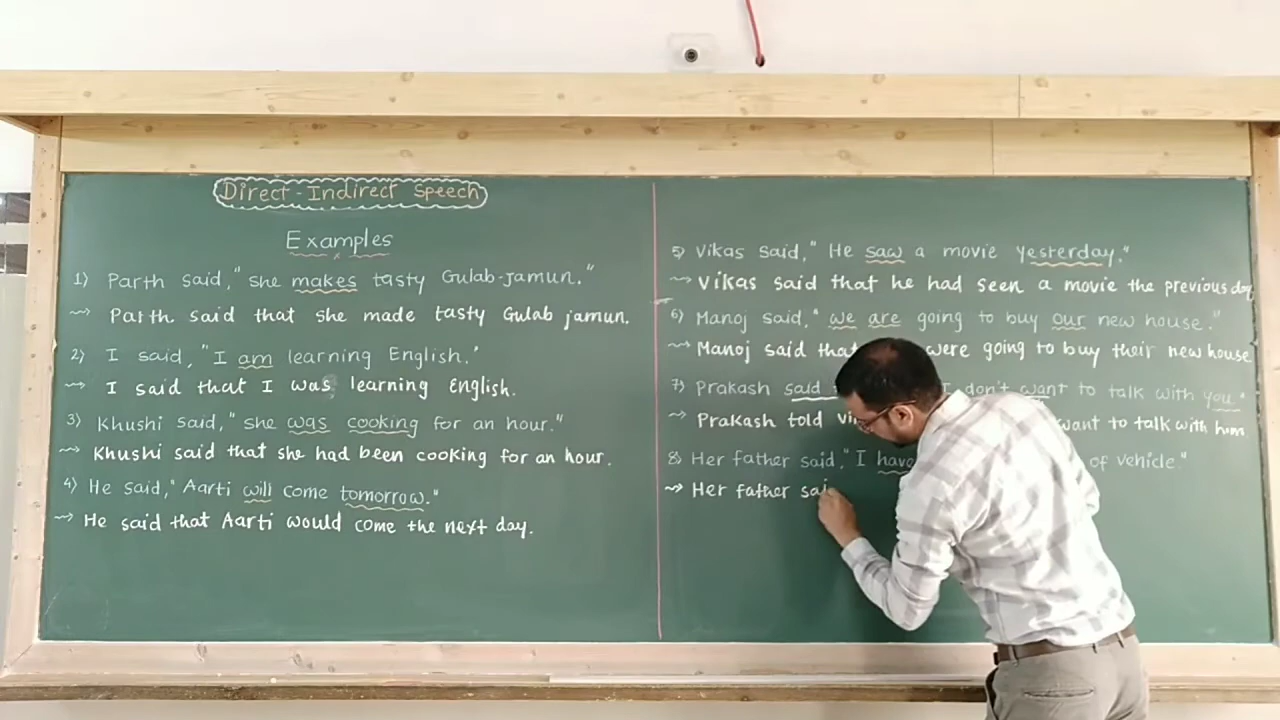 Direct-Indirect Speech
Examples
1) Parth said, "she makes tasty Gulab-jamun."
~> Parth said that she made tasty Gulab jamun.
2) I said, "I am learning English."
~> I said that I was learning English.
3) Khushi said, "she was cooking for an hour."
~> Khushi said that she had been cooking for an hour.
4) He said, "Aarti will come tomorrow."
~> He said that Aarti would come the next day.
5) Vikas said, "He saw a movie yesterday."
~> Vikas said that he had seen a movie the previous day
6) Manoj said, "we are going to buy our new house."
~> Manoj said that were going to buy their new house
7) Prakash said I don't want to talk with you."
~> Prakash told want to talk with him.
8) Her father said, "I have of vehicle."
~> Her father sai